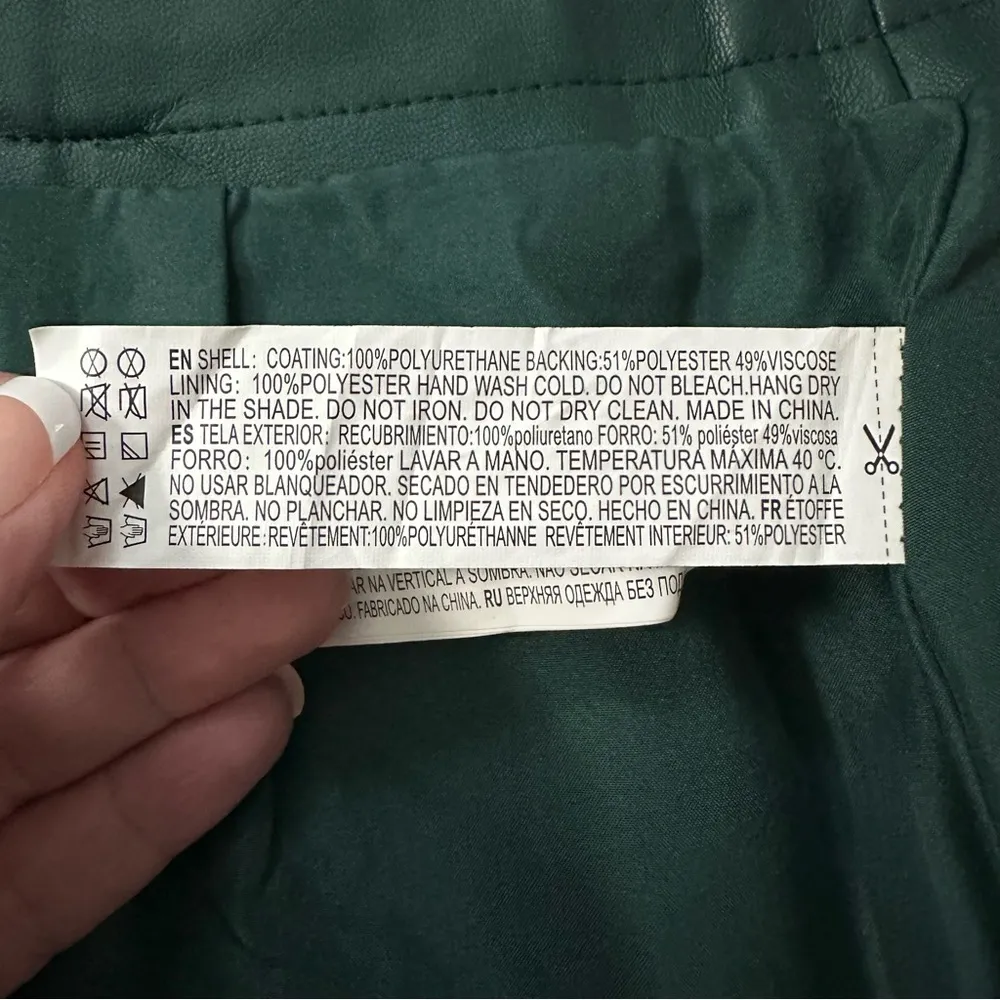 EN SHELL: COATING:100%POLYURETHANE BACKING:51%POLYESTER 49%VISCOSE
LINING: 100%POLYESTER HAND WASH COLD. DO NOT BLEACH.HANG DRY
IN THE SHADE. DO NOT IRON. DO NOT DRY CLEAN. MADE IN CHINA.
ES TELA EXTERIOR: RECUBRIMIENTO:100%poliuretano FORRO: 51% poliéster 49%viscosa
FORRO: 100%poliéster LAVAR A MANO. TEMPERATURA MÁXIMA 40 ºC.
NO USAR BLANQUEADOR. SECADO EN TENDEDERO POR ESCURRIMIENTO A LA
SOMBRA. NO PLANCHAR. NO LIMPIEZA EN SECO. HECHO EN CHINA. FR ÉTOFFE
EXTÉRIEURE:REVÊTEMENT:100%POLYURÉTHANNE REVÊTEMENT INTERIEUR: 51%POLYESTER
NA VERTICAL A SOMBRA. NÃO
FABRICADO NA CHINA. RU ВЕРХНЯЯ ОДЕЖДА БЕЗ